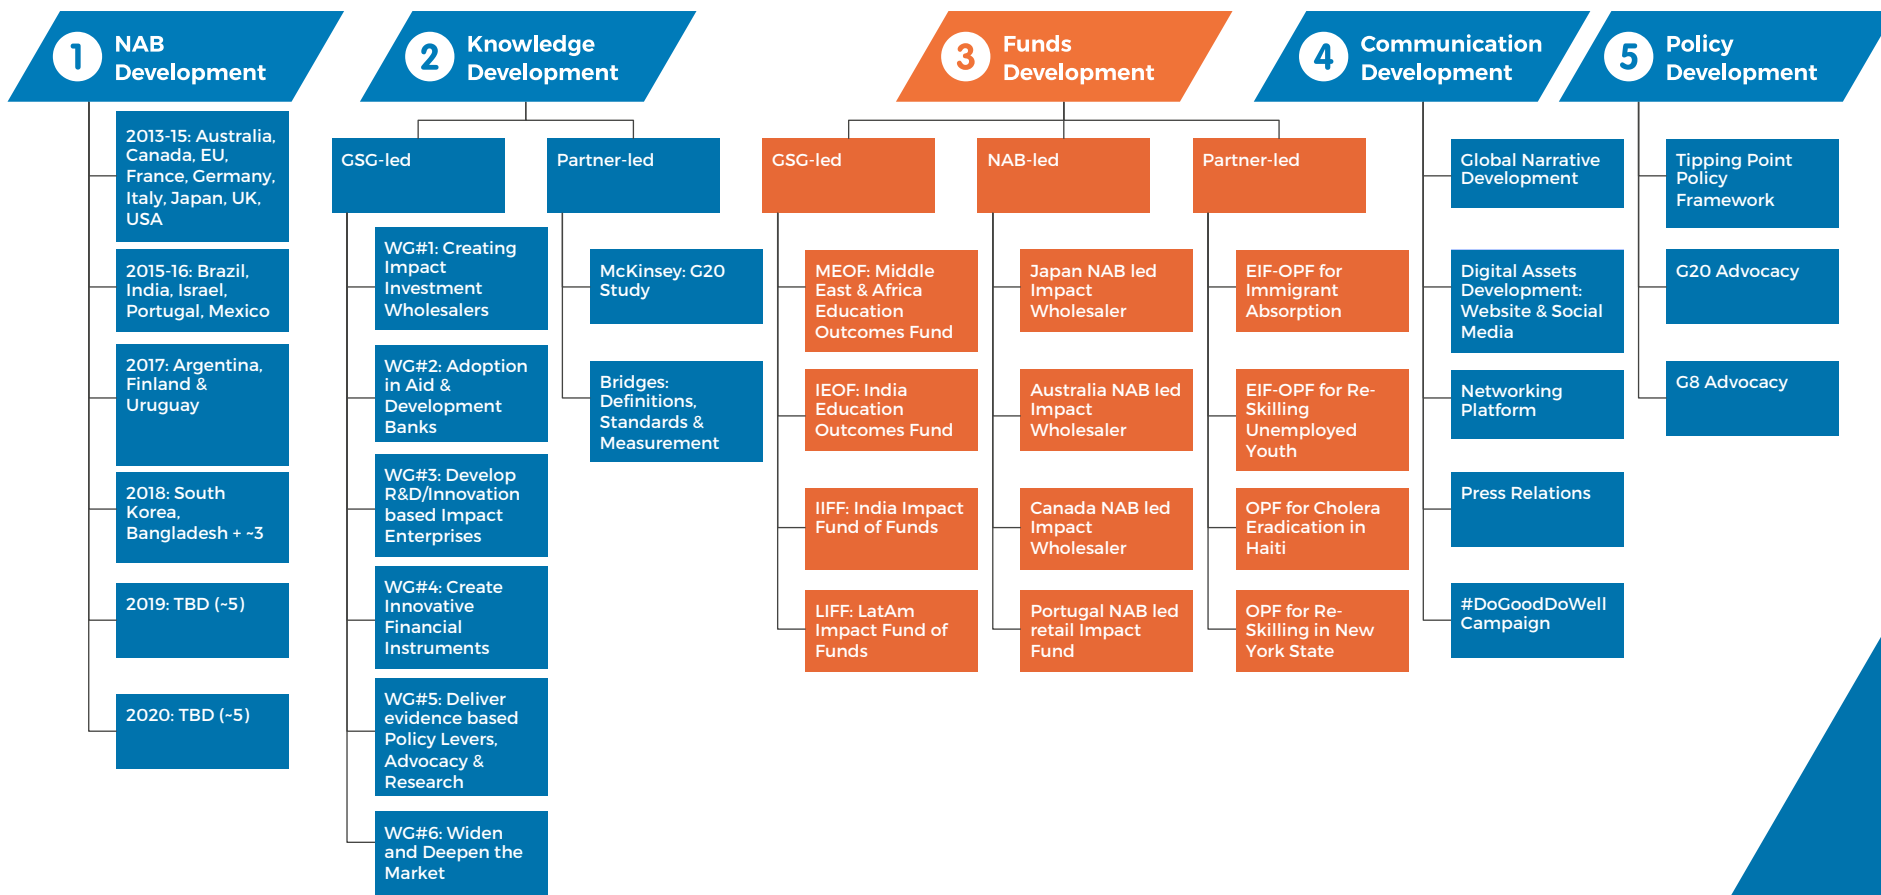 1
NAB
Development
2013-15: Australia,
Canada, EU,
France, Germany,
Italy, Japan, UK,
USA
2015-16: Brazil,
India, Israel,
Portugal, Mexico
2017: Argentina,
Finland &
Uruguay
2018: South
Korea,
Bangladesh + ~3
2019: TBD (~5)
2020: TBD (~5)
2
Knowledge
Development
GSG-led
WG#1: Creating
Impact
Investment
Wholesalers
WG#2: Adoption
in Aid &
Development
Banks
WG#3: Develop
R&D/Innovation
based Impact
Enterprises
WG#4: Create
Innovative
Financial
Instruments
WG#5: Deliver
evidence based
Policy Levers,
Advocacy &
Research
WG#6: Widen
and Deepen the
Market
Partner-led
McKinsey: G20
Study
Bridges:
Definitions,
Standards &
Measurement
3
Funds
Development
GSG-led
MEOF: Middle
East & Africa
Education
Outcomes Fund
IEOF: India
Education
Outcomes Fund
IIFF: India Impact
Fund of Funds
LIFF: LatAm
Impact Fund of
Funds
NAB-led
Japan NAB led
Impact
Wholesaler
Australia NAB led
Impact
Wholesaler
Canada NAB led
Impact
Wholesaler
Portugal NAB led
retail Impact
Fund
Partner-led
EIF-OPF for
Immigrant
Absorption
EIF-OPF for Re-
Skilling
Unemployed
Youth
OPF for Cholera
Eradication in
Haiti
OPF for Re-
Skilling in New
York State
4
Communication
Development
Global Narrative
Development
Digital Assets
Development:
Website & Social
Media
Networking
Platform
Press Relations
#DoGoodDoWell
Campaign
5
Policy
Development
Tipping Point
Policy
Framework
G20 Advocacy
G8 Advocacy